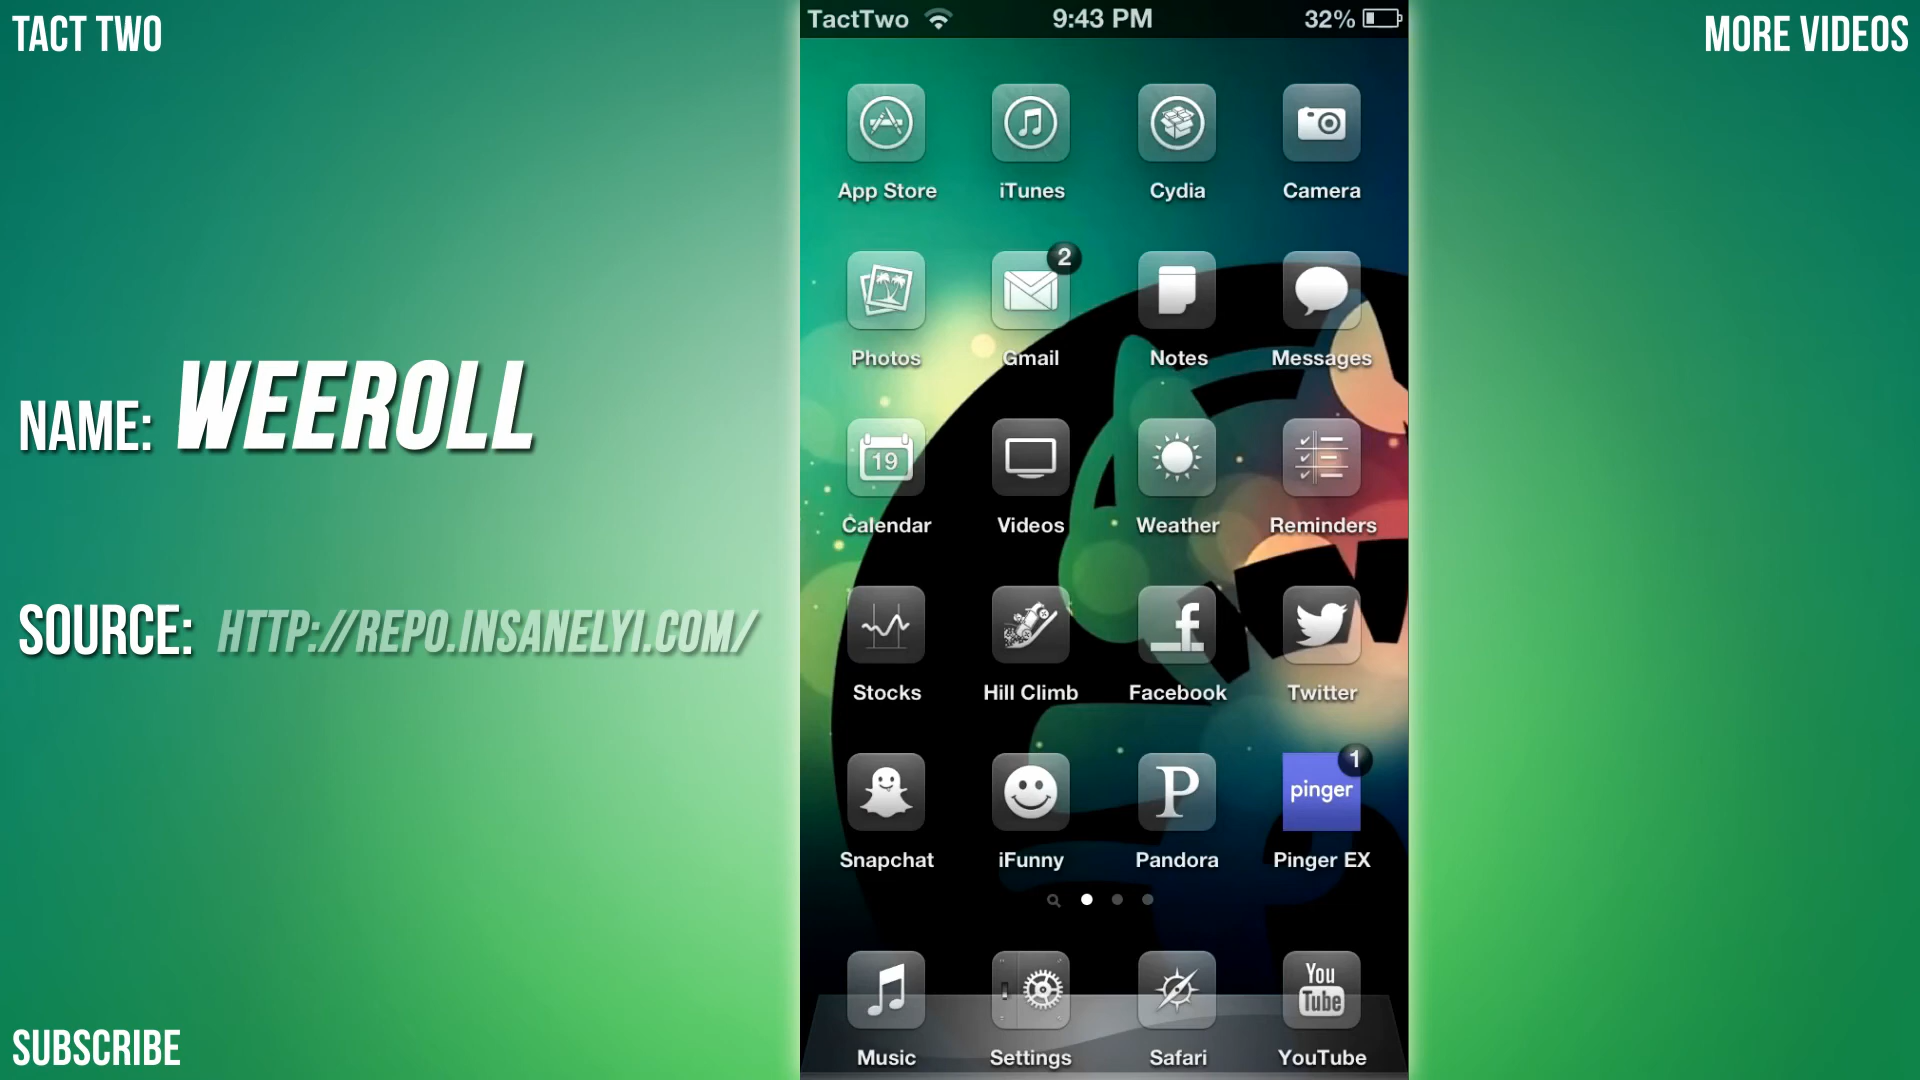 TACT TWO
MORE VIDEOS
NAME: WEEROLL
SOURCE: HTTP://REPO.INSANELYI.COM/
SUBSCRIBE
TactTwo 9:43 PM 32%
App Store iTunes Cydia Camera
2
Photos Gmail Notes Messages
19
Calendar Videos Weather Reminders
f
Stocks Hill Climb Facebook Twitter
P pinger 1
Snapchat iFunny Pandora Pinger EX
You Tube
Music Settings Safari YouTube